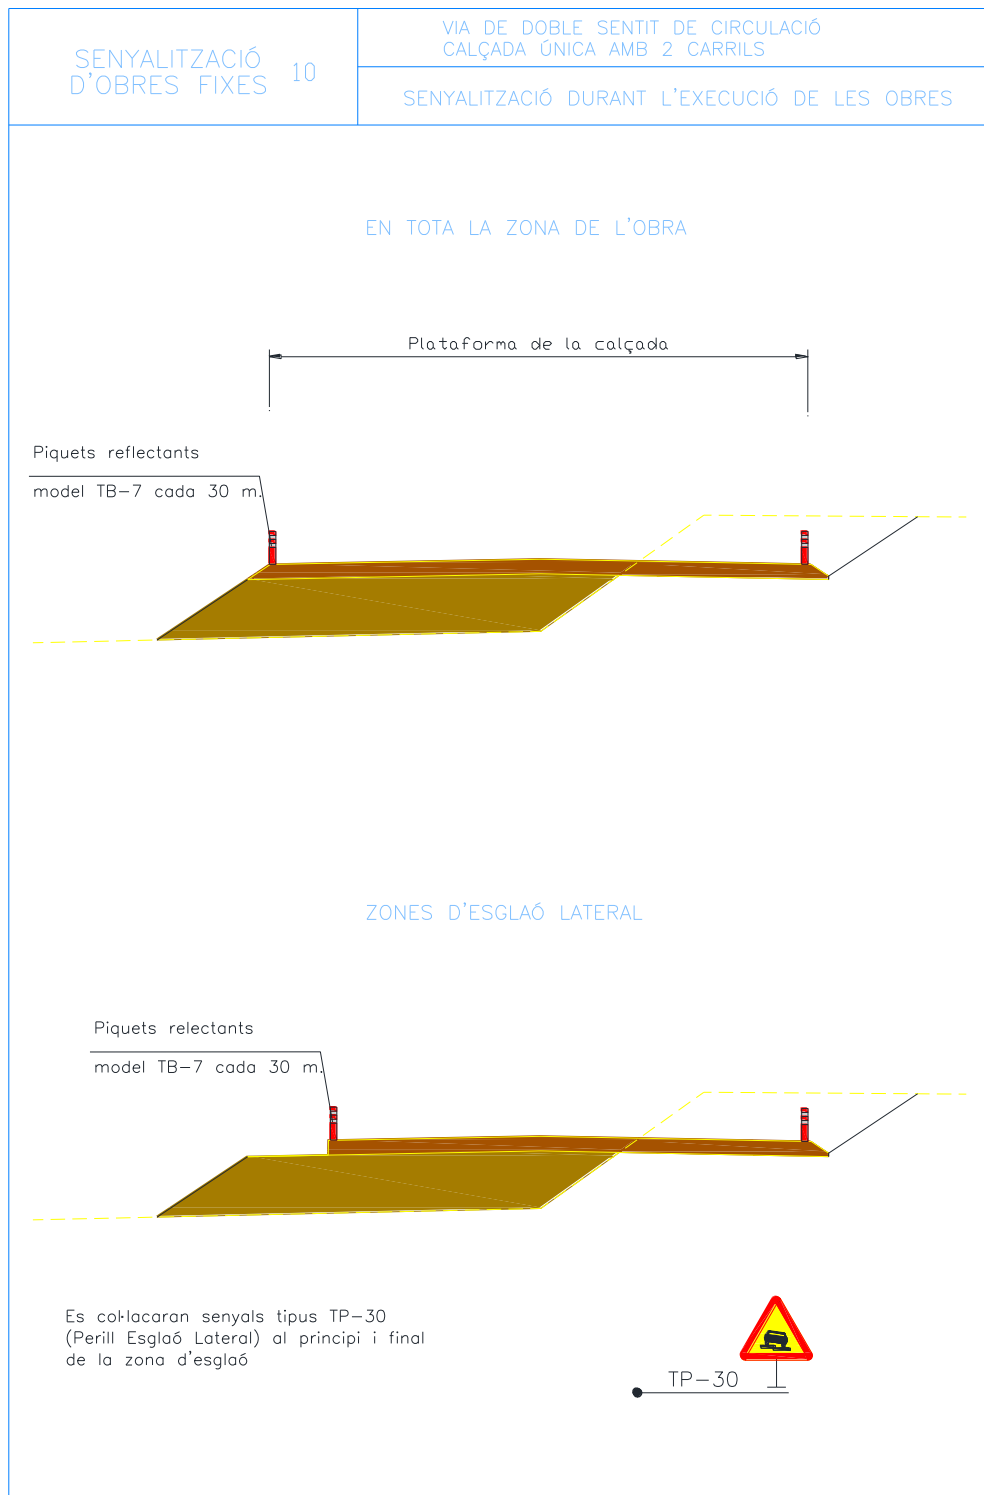 SENYALITZACIÓ
D'OBRES FIXES 10
VIA DE DOBLE SENTIT DE CIRCULACIÓ
CALÇADA ÚNICA AMB 2 CARRILS
SENYALITZACIÓ DURANT L'EXECUCIÓ DE LES OBRES
EN TOTA LA ZONA DE L'OBRA
Plataforma de la calçada
Piquets reflectants
model TB-7 cada 30 m.
ZONES D'ESGLAÓ LATERAL
Piquets relectants
model TB-7 cada 30 m.
Es col·lacaran senyals tipus TP-30
(Perill Esglaó Lateral) al principi i final
de la zona d'esglaó
TP-30